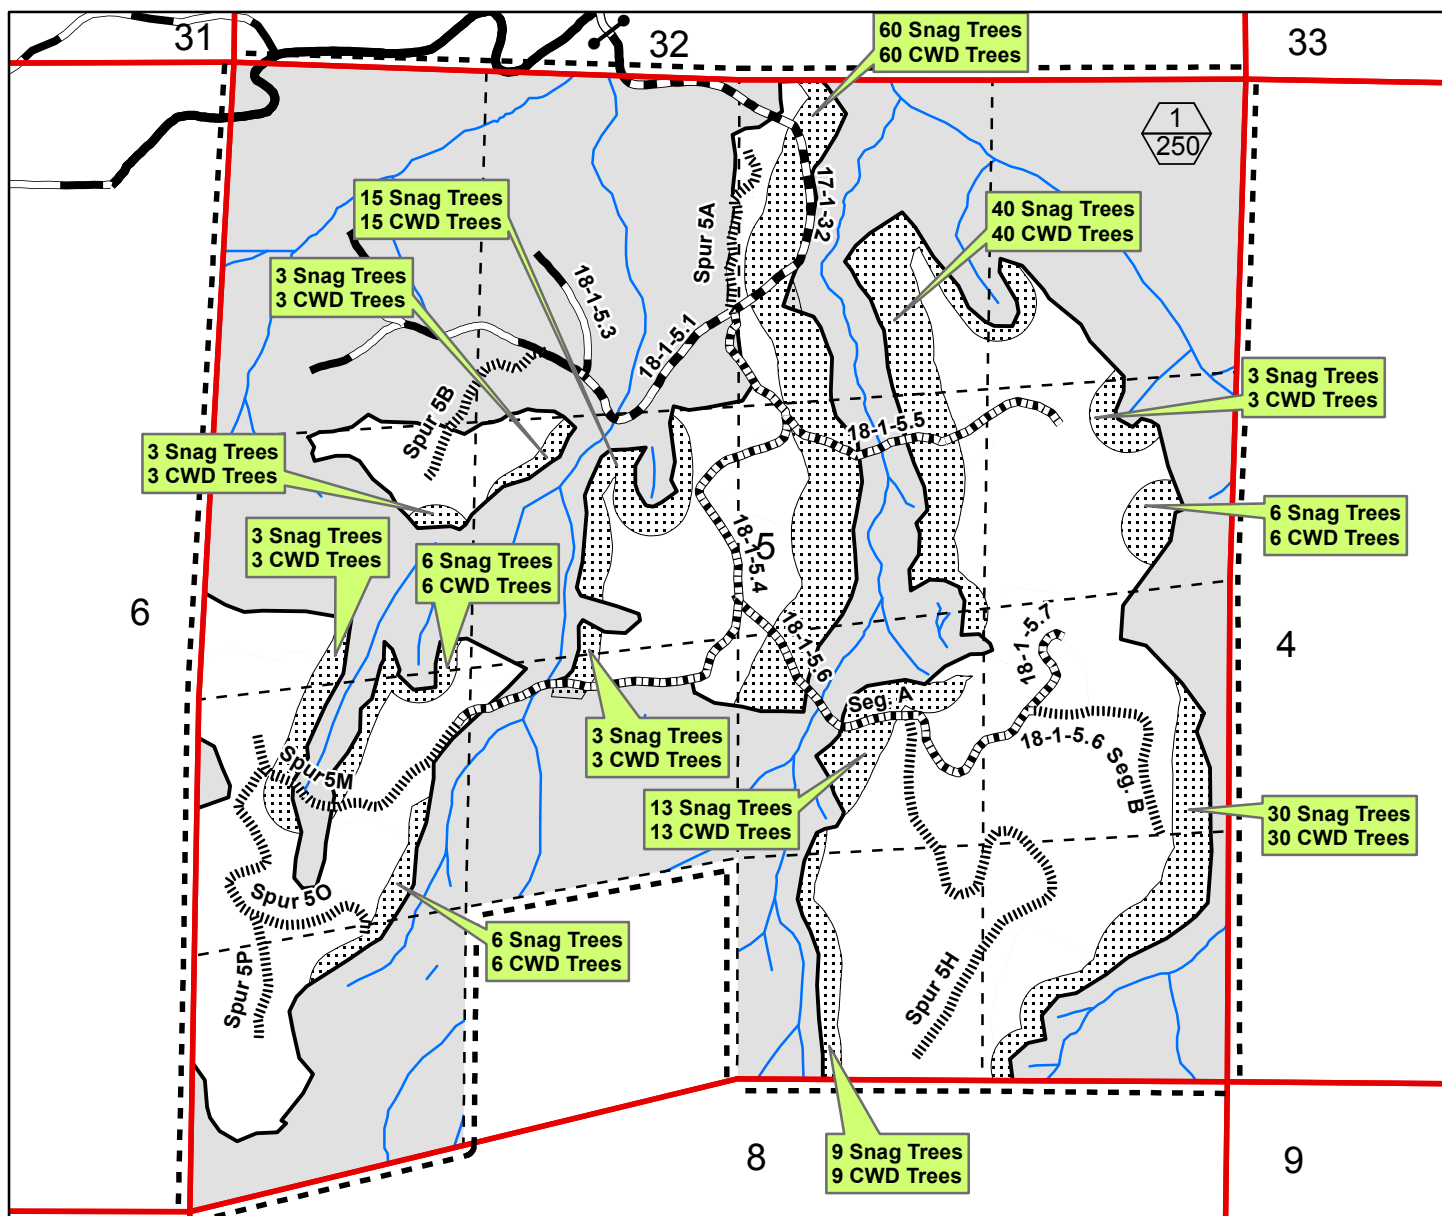 31
32
33
60 Snag Trees
60 CWD Trees
1
250
15 Snag Trees
15 CWD Trees
17-1-32
Spur 5A
40 Snag Trees
40 CWD Trees
3 Snag Trees
3 CWD Trees
18-1-5.3
18-1-5.1
Spur 5B
3 Snag Trees
3 CWD Trees
18-1-5.5
3 Snag Trees
3 CWD Trees
6 Snag Trees
6 CWD Trees
3 Snag Trees
3 CWD Trees
6 Snag Trees
6 CWD Trees
18-1-5.4
5
6
4
18-1-5.6
18-1-5.7
Seg. A
18-1-5.6
Seg. B
3 Snag Trees
3 CWD Trees
Spur5M
13 Snag Trees
13 CWD Trees
30 Snag Trees
30 CWD Trees
Spur 5O
6 Snag Trees
6 CWD Trees
Spur 5P
Spur 5H
9 Snag Trees
9 CWD Trees
8
9